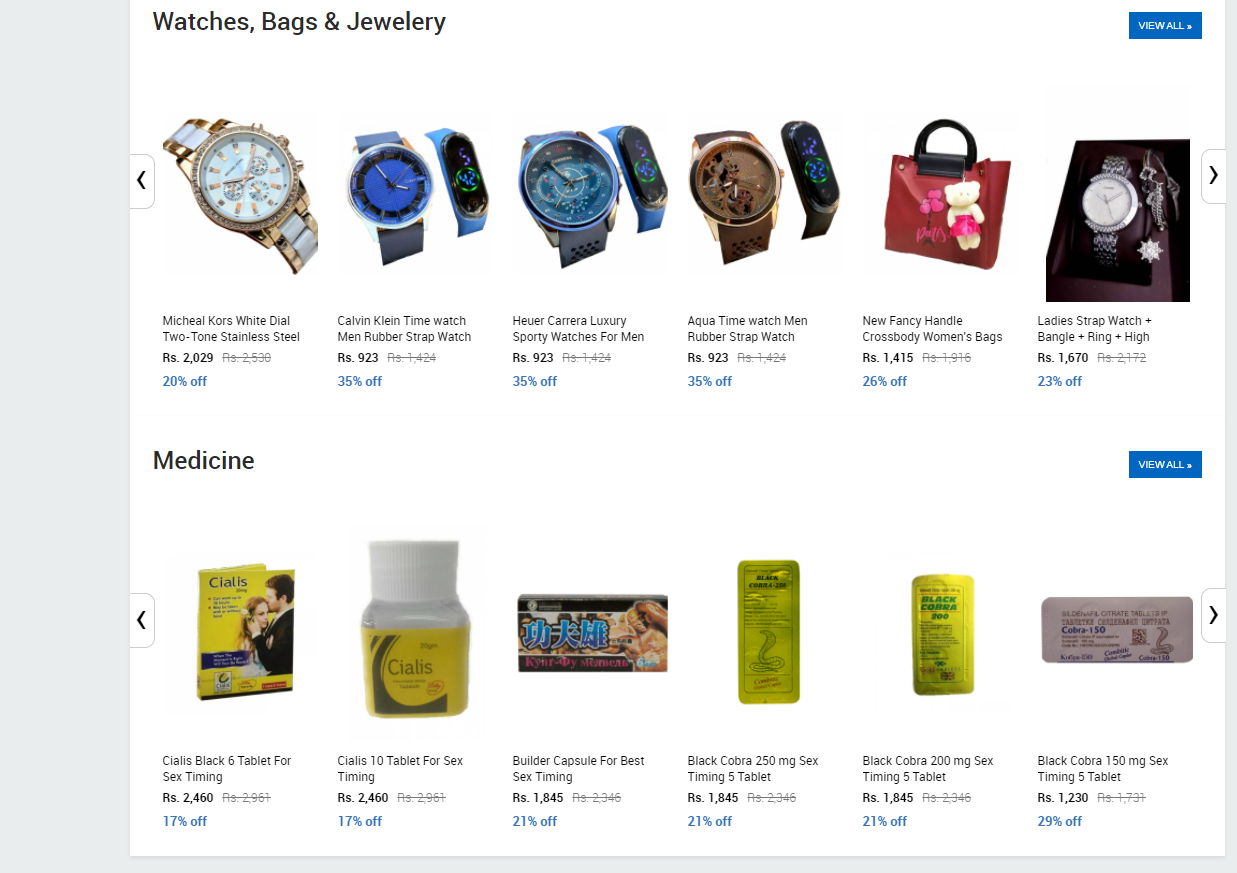 Watches, Bags & Jewelery
VIEW ALL »
Micheal Kors White Dial
Two-Tone Stainless Steel
Rs. 2,029 Rs. 2,530
20% off
Calvin Klein Time watch
Men Rubber Strap Watch
Rs. 923 Rs. 1,424
35% off
Heuer Carrera Luxury
Sporty Watches For Men
Rs. 923 Rs. 1,424
35% off
Aqua Time watch Men
Rubber Strap Watch
Rs. 923 Rs. 1,424
35% off
Paris
New Fancy Handle
Crossbody Women's Bags
Rs. 1,415 Rs. 1,916
26% off
Ladies Strap Watch +
Bangle + Ring + High
Rs. 1,670 Rs. 2,172
23% off
Medicine
VIEW ALL »
Cialis
Cialis Black 6 Tablet For
Sex Timing
Rs. 2,460 Rs. 2,961
17% off
20gm
Cialis
Cialis 10 Tablet For Sex
Timing
Rs. 2,460 Rs. 2,961
17% off
功夫雄
Builder Capsule For Best
Sex Timing
Rs. 1,845 Rs. 2,346
21% off
BLACK
COBRA-250
Black Cobra 250 mg Sex
Timing 5 Tablet
Rs. 1,845 Rs. 2,346
21% off
BLACK
COBRA
200
Black Cobra 200 mg Sex
Timing 5 Tablet
Rs. 1,845 Rs. 2,346
21% off
SILDENAFIL CITRATE TABLETS IP
ТАБЛЕТКИ СИЛДЕНАФИЛ ЦИТРАТА
Cobra-150
Кобра-150 Cobra-150
Black Cobra 150 mg Sex
Timing 5 Tablet
Rs. 1,230 Rs. 1,731
29% off